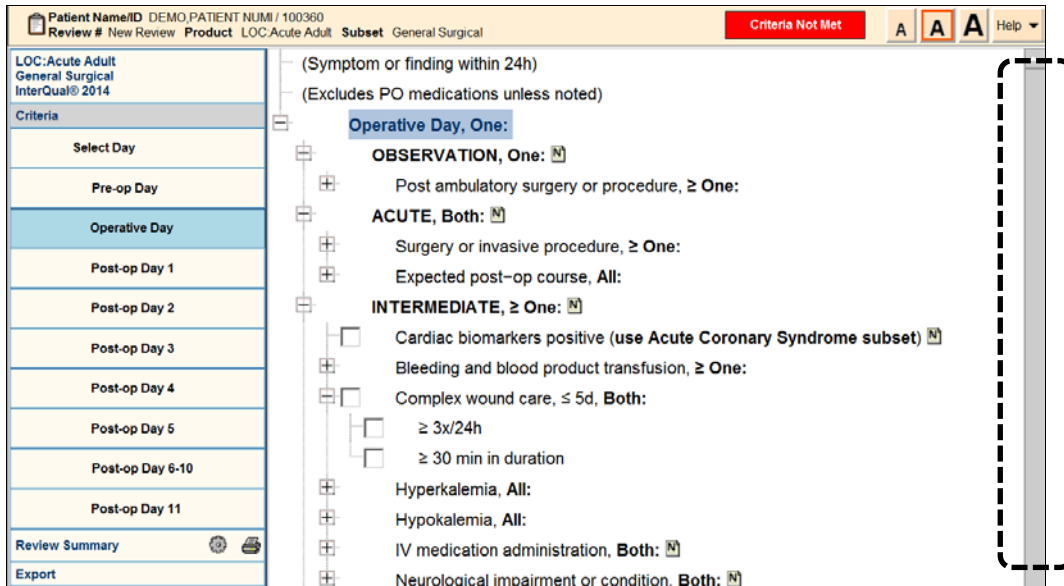 Patient Name/ID DEMO,PATIENT NUMI / 100360
Review # New Review Product LOC:Acute Adult Subset General Surgical
Criteria Not Met
A A A Help
LOC:Acute Adult
General Surgical
InterQual® 2014
Criteria
Select Day
Pre-op Day
Operative Day
Post-op Day 1
Post-op Day 2
Post-op Day 3
Post-op Day 4
Post-op Day 5
Post-op Day 6-10
Post-op Day 11
Review Summary
Export
(Symptom or finding within 24h)
(Excludes PO medications unless noted)
Operative Day, One:
OBSERVATION, One: N
Post ambulatory surgery or procedure, ≥ One:
ACUTE, Both: N
Surgery or invasive procedure, ≥ One:
Expected post-op course, All:
INTERMEDIATE, ≥ One: N
Cardiac biomarkers positive (use Acute Coronary Syndrome subset) N
Bleeding and blood product transfusion, ≥ One:
Complex wound care, ≤ 5d, Both:
≥ 3x/24h
≥ 30 min in duration
Hyperkalemia, All:
Hypokalemia, All:
IV medication administration, Both: N
Neurological impairment or condition, Both: N